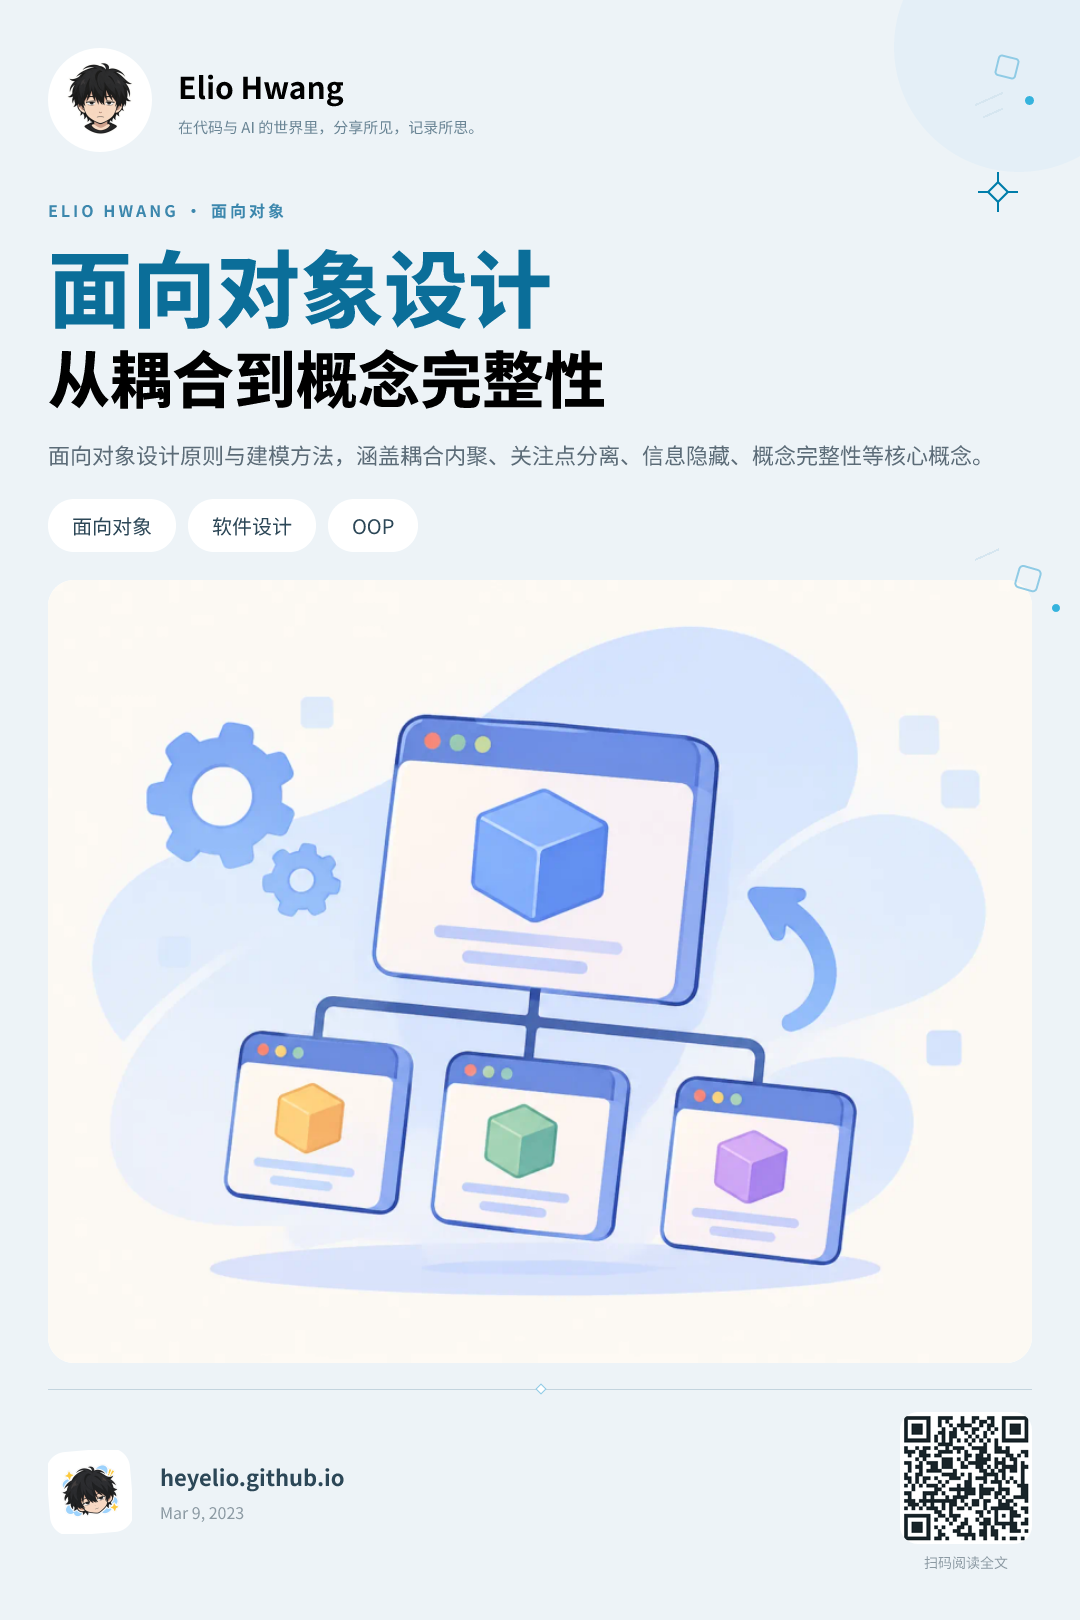 Elio Hwang
在代码与 AI 的世界里，分享所见，记录所思。
ELIO HWANG • 面向对象
面向对象设计
从耦合到概念完整性
面向对象设计原则与建模方法，涵盖耦合内聚、关注点分离、信息隐藏、概念完整性等核心概念。
面向对象 软件设计 OOP
heyelio.github.io
Mar 9, 2023
扫码阅读全文